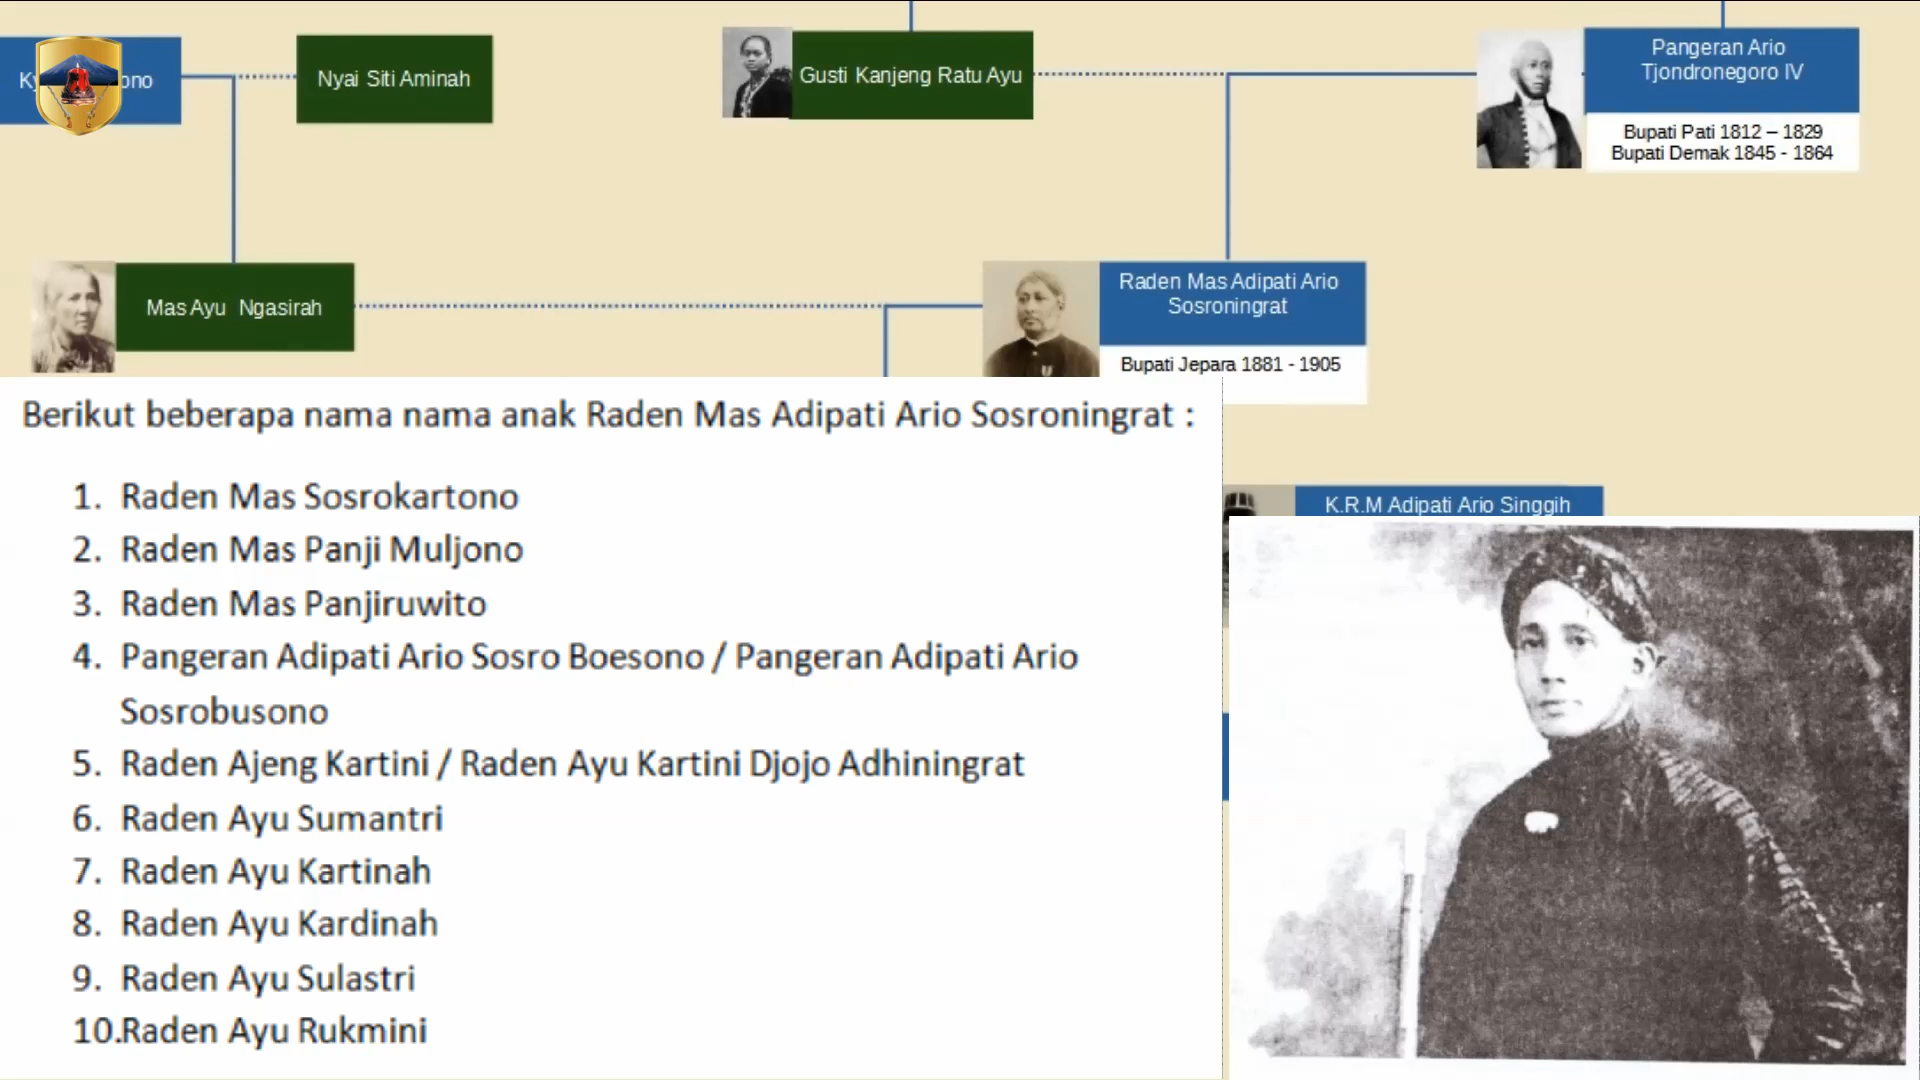 Nyai Siti Aminah
Gusti Kanjeng Ratu Ayu
Pangeran Ario
Tjondronegoro IV
Bupati Pati 1812 – 1829
Bupati Demak 1845 - 1864
Mas Ayu Ngasirah
Raden Mas Adipati Ario
Sosroningrat
Bupati Jepara 1881 - 1905
K.R.M Adipati Ario Singgih
Berikut beberapa nama nama anak Raden Mas Adipati Ario Sosroningrat :
1. Raden Mas Sosrokartono
2. Raden Mas Panji Muljono
3. Raden Mas Panjiruwito
4. Pangeran Adipati Ario Sosro Boesono / Pangeran Adipati Ario
Sosrobusono
5. Raden Ajeng Kartini / Raden Ayu Kartini Djojo Adhiningrat
6. Raden Ayu Sumantri
7. Raden Ayu Kartinah
8. Raden Ayu Kardinah
9. Raden Ayu Sulastri
10.Raden Ayu Rukmini